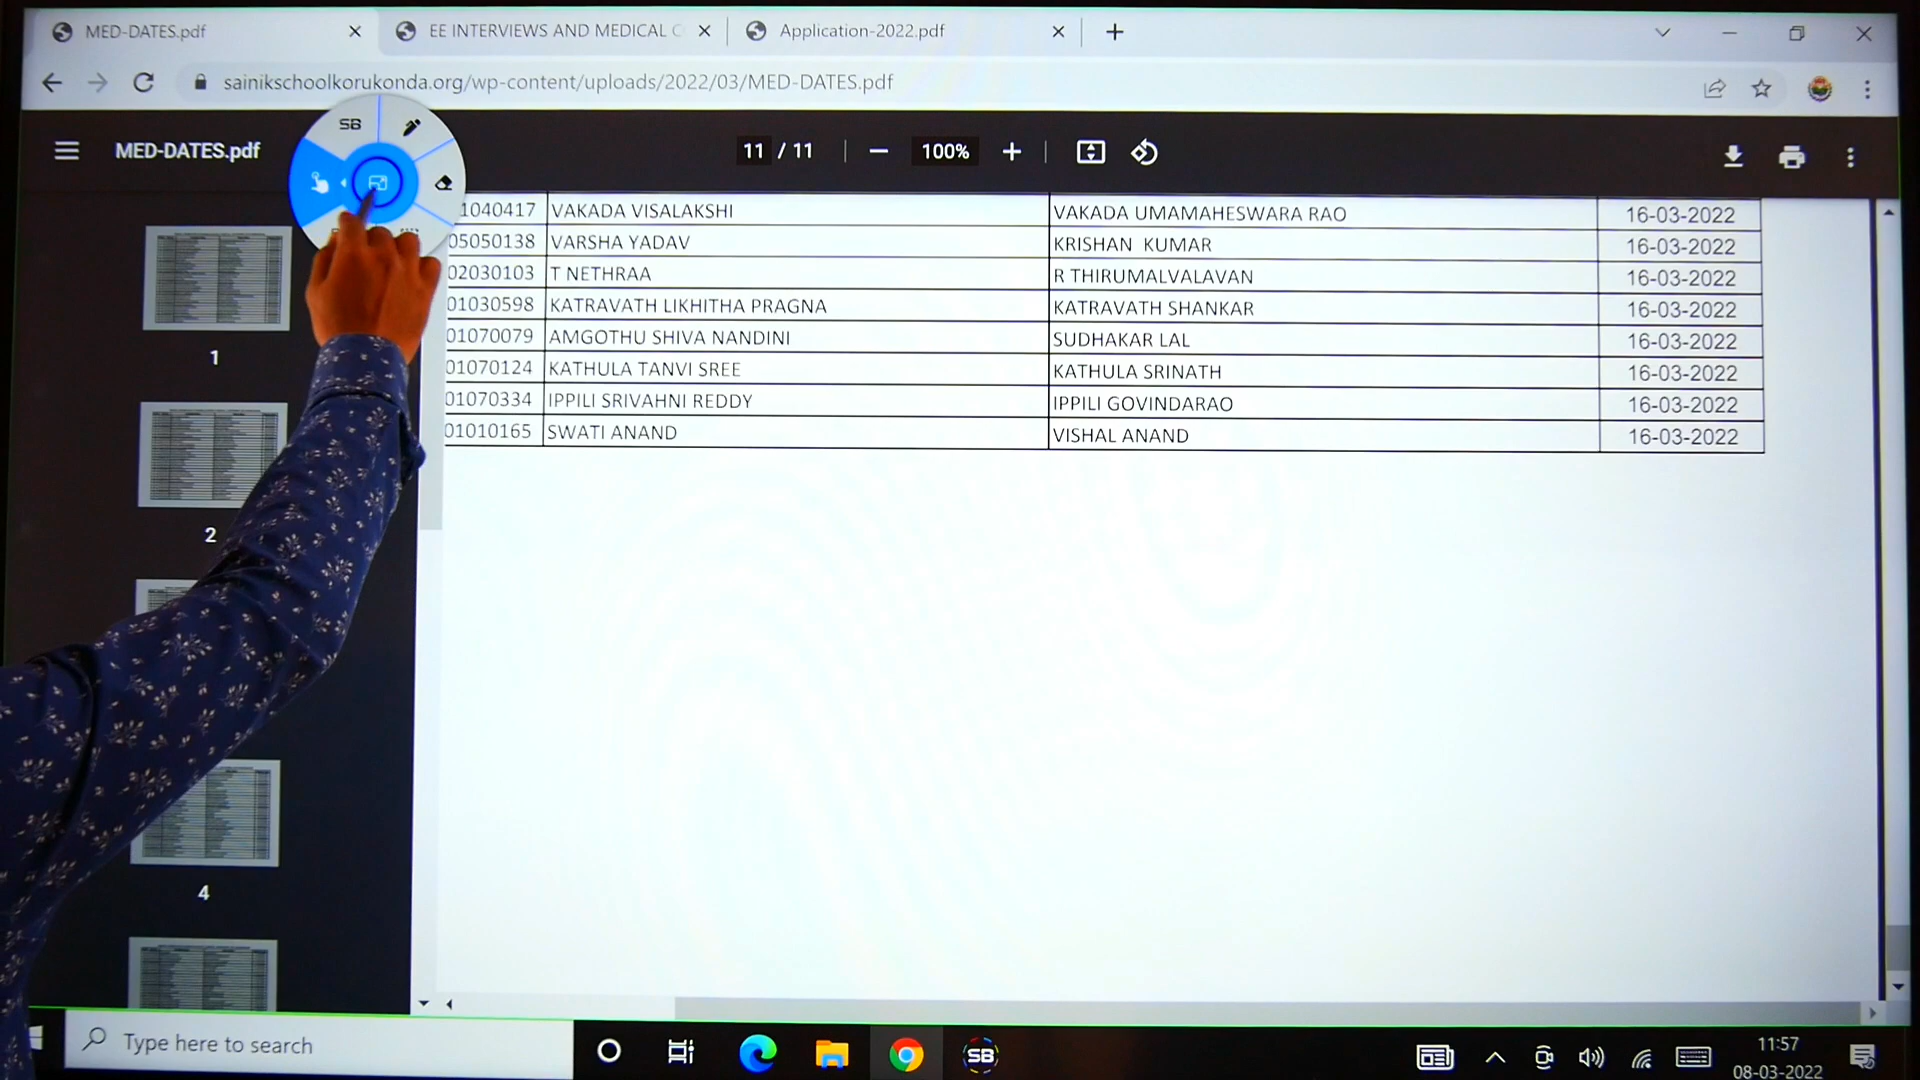 MED-DATES.pdf
EE INTERVIEWS AND MEDICAL C
Application-2022.pdf
sainikschoolkorukonda.org/wp-content/uploads/2022/03/MED-DATES.pdf
MED-DATES.pdf
11 / 11
100%
SB
1040417 VAKADA VISALAKSHI VAKADA UMAMAHESWARA RAO 16-03-2022
05050138 VARSHA YADAV KRISHAN KUMAR 16-03-2022
02030103 T NETHRAA R THIRUMALVALAVAN 16-03-2022
01030598 KATRAVATH LIKHITHA PRAGNA KATRAVATH SHANKAR 16-03-2022
01070079 AMGOTHU SHIVA NANDINI SUDHAKAR LAL 16-03-2022
01070124 KATHULA TANVI SREE KATHULA SRINATH 16-03-2022
01070334 IPPILI SRIVAHNI REDDY IPPILI GOVINDARAO 16-03-2022
01010165 SWATI ANAND VISHAL ANAND 16-03-2022
1
2
4
Type here to search
SB
11:57
08-03-2022